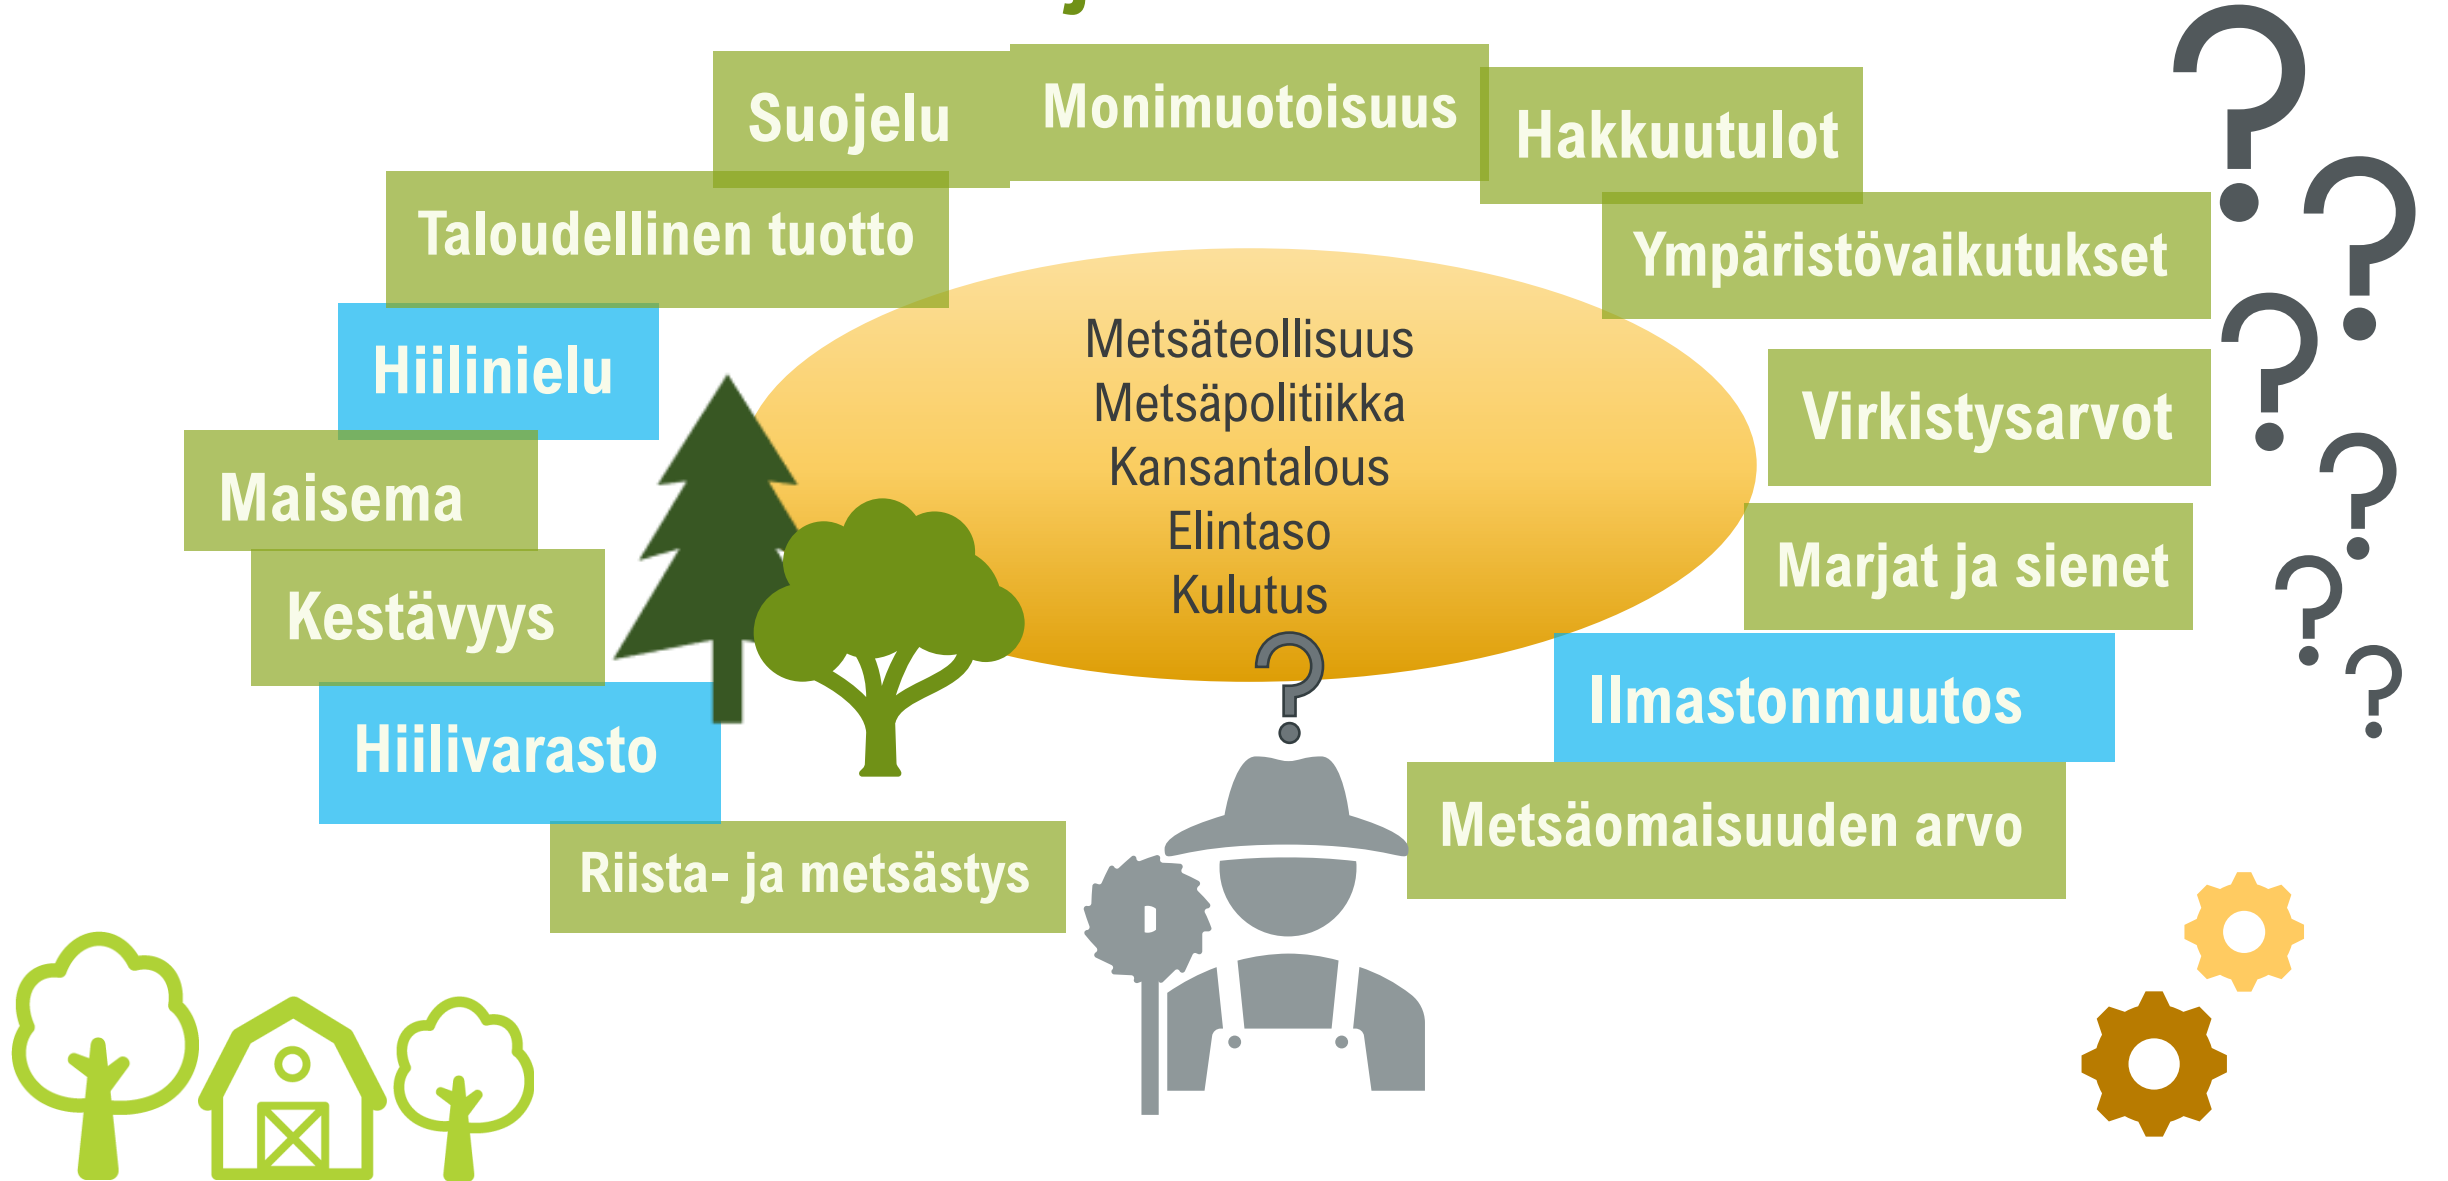 Suojelu
Monimuotoisuus
Hakkuutulot
Taloudellinen tuotto
Ympäristövaikutukset
Hiilinielu
Metsäteollisuus
Metsäpolitiikka
Kansantalous
Elintaso
Kulutus
Virkistysarvot
Maisema
Marjat ja sienet
Kestävyys
Ilmastonmuutos
Hiilivarasto
Metsäomaisuuden arvo
Riista- ja metsästys